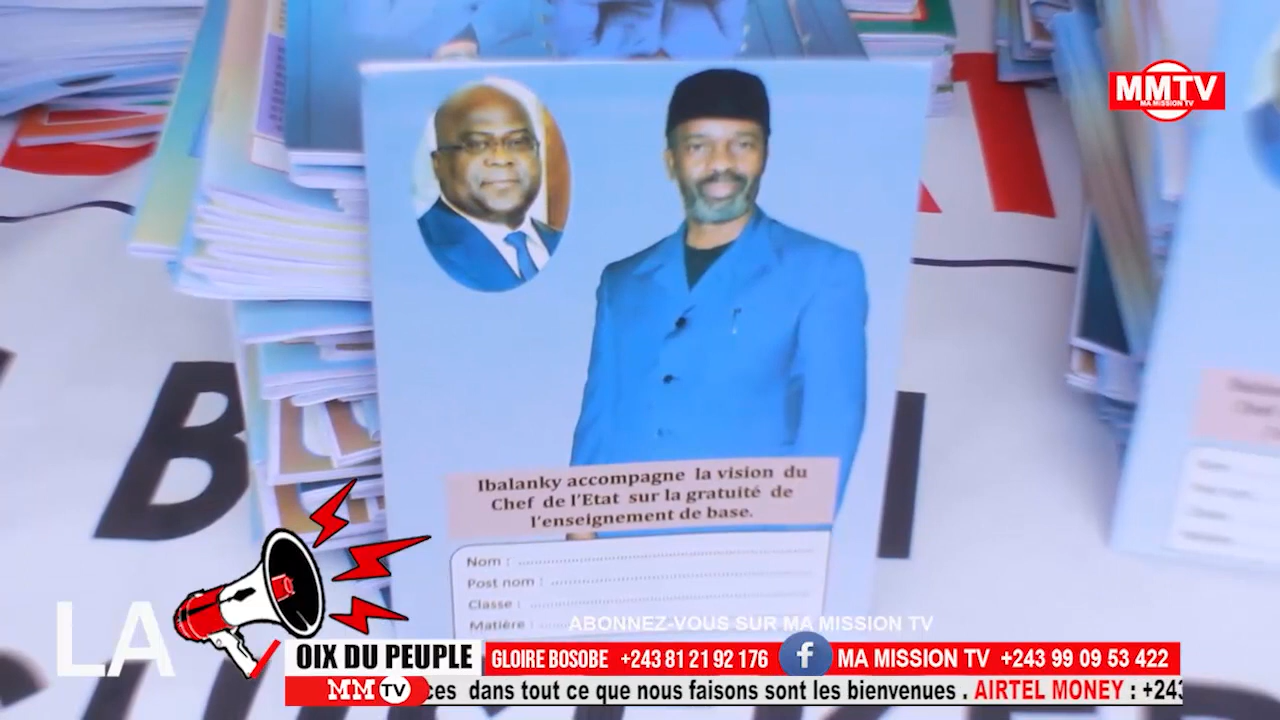 MMTV
MA MISSION TV
Ibalanky accompagne la vision du
Chef de l'Etat sur la gratuité de
l'enseignement de base.
Nom :
Post nom :
Classe :
Matière :
B
ABONNEZ-VOUS SUR MA MISSION TV
LA
OIX DU PEUPLE
GLOIRE BOSOBE +243 81 21 92 176
f MA MISSION TV +243 99 09 53 422
MM TV
ces dans tout ce que nous faisons sont les bienvenues . AIRTEL MONEY : +243